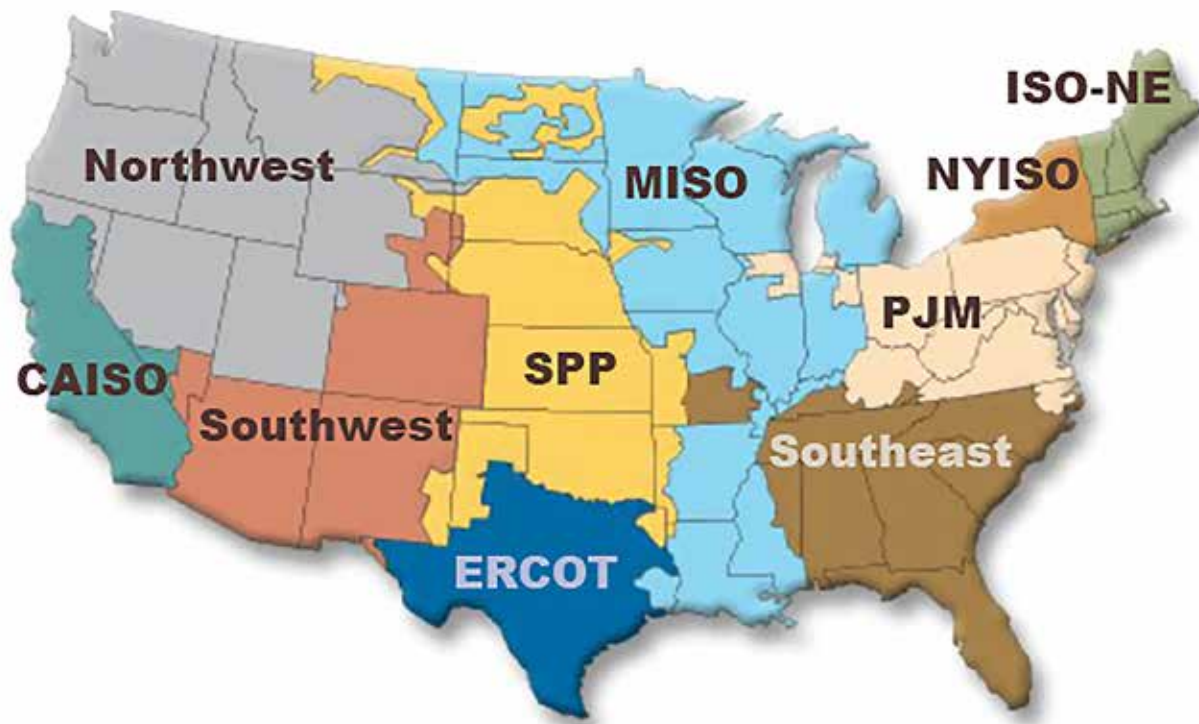 ISO-NE
Northwest
MISO
NYISO
PJM
CAISO
SPP
Southwest
Southeast
ERCOT